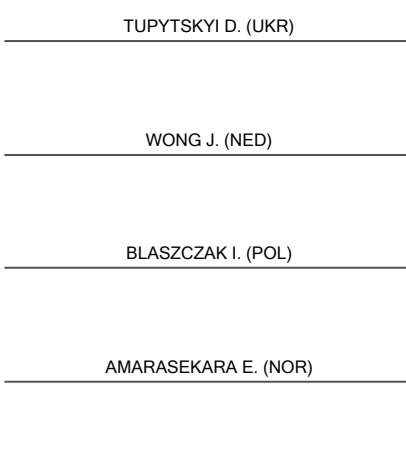 TUPYTSKYI D. (UKR)
WONG J. (NED)
BLASZCZAK I. (POL)
AMARASEKARA E. (NOR)